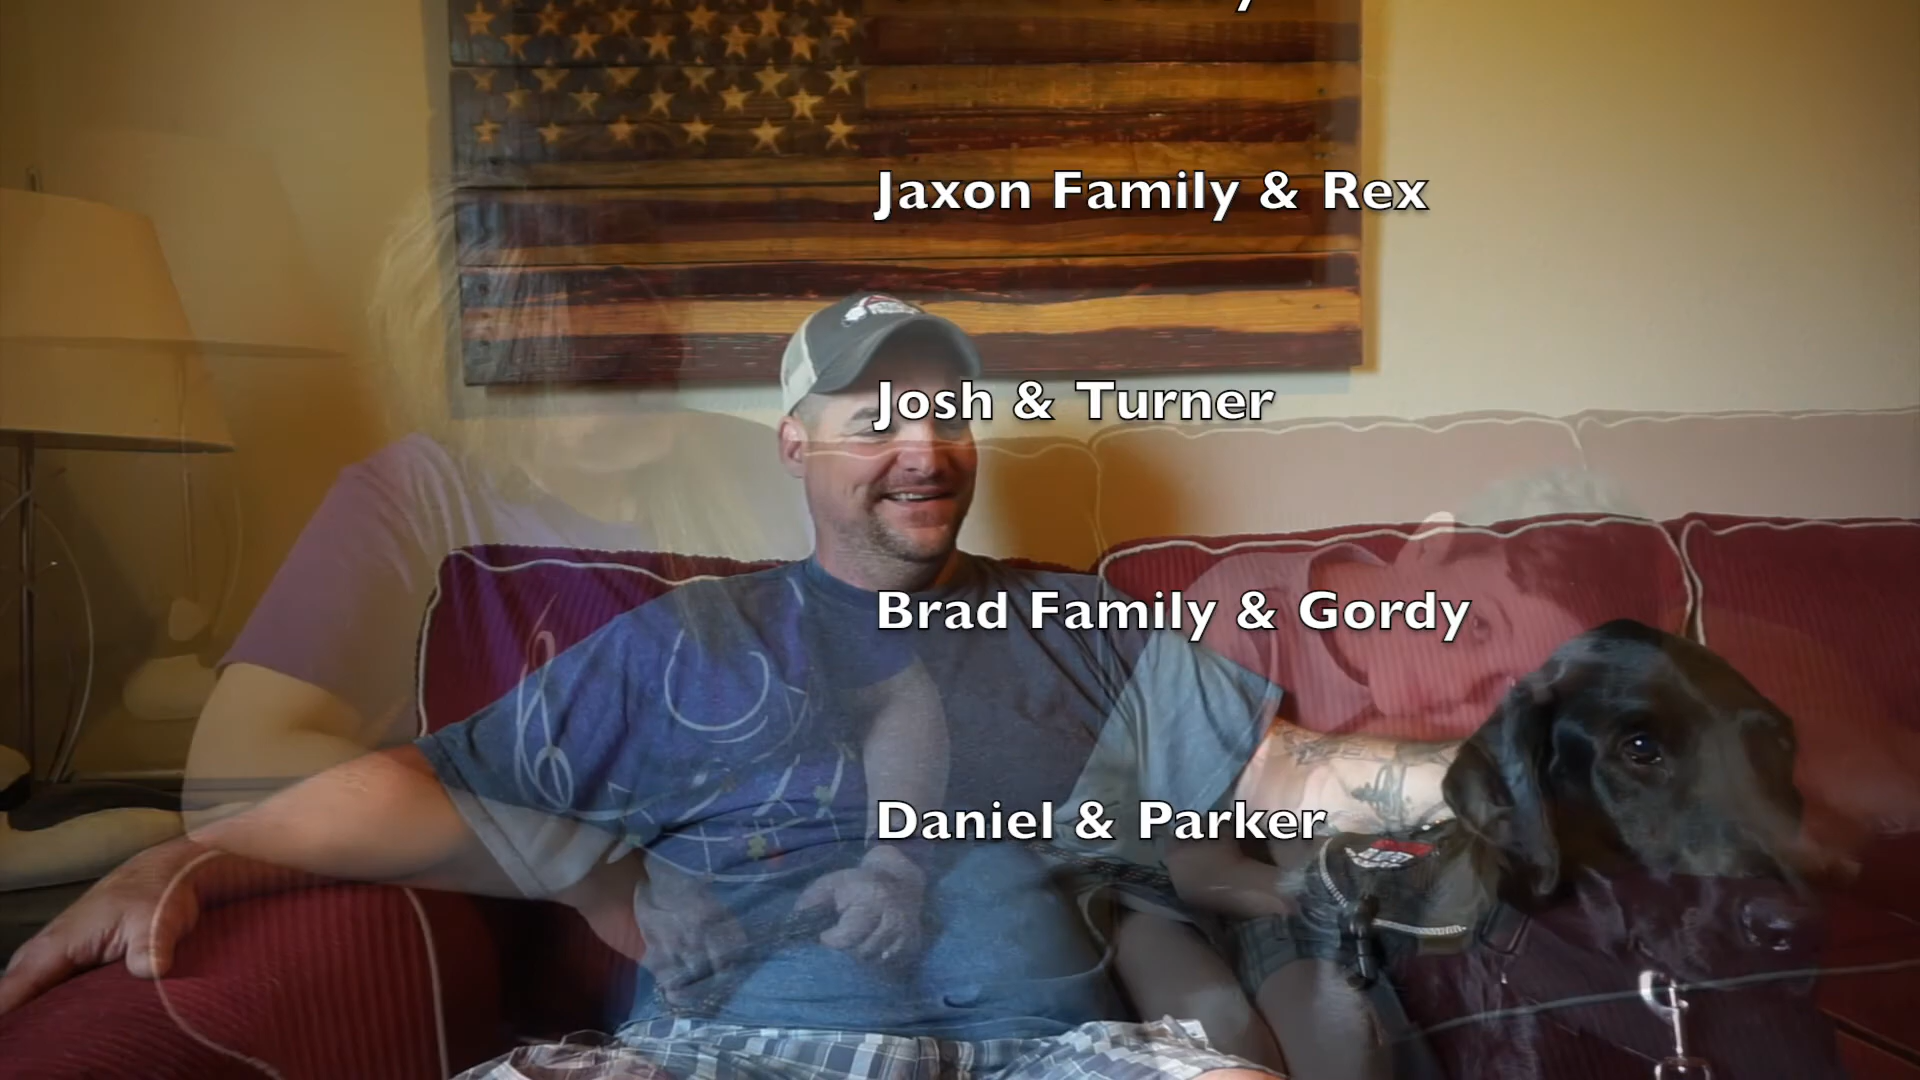 Jaxon Family & Rex
Josh & Turner
Brad Family & Gordy
Daniel & Parker